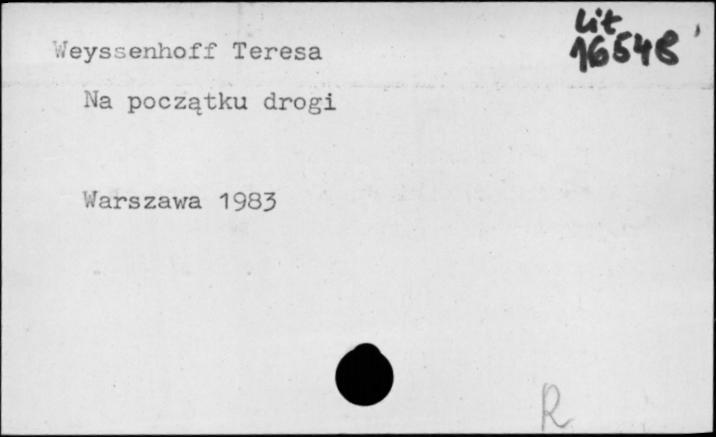 Lit
16548
Weyssenhoff Teresa
Na początku drogi
Warszawa 1983
R